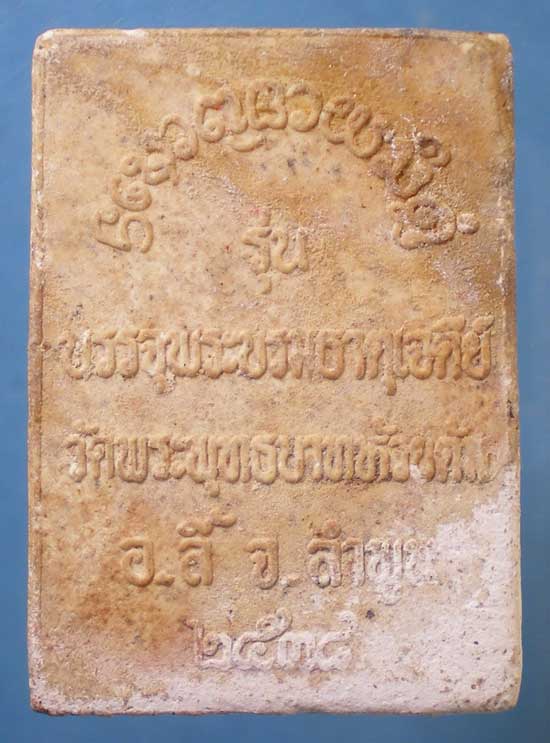 รุ่น
บรรจุพระบรมธาตุเจดีย์
วัดพระพุทธบาทห้วยต้ม
อ.ลี้ จ.ลำพูน
๒๕๓๘